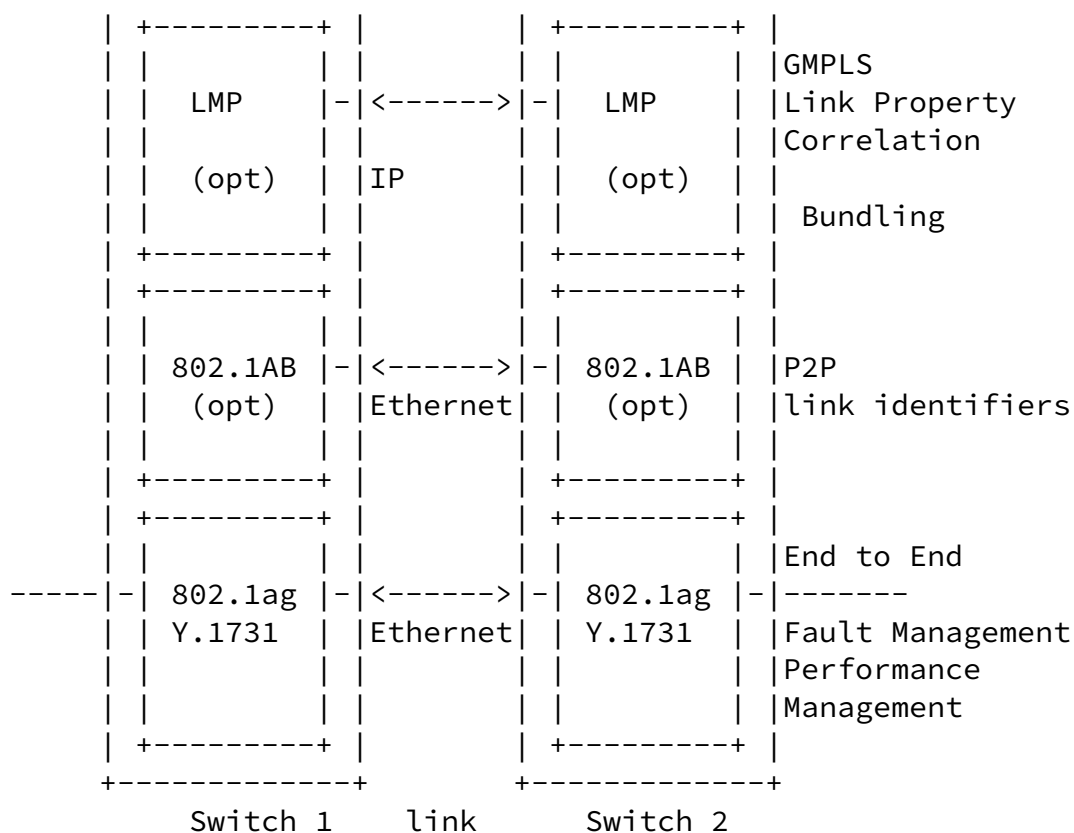 GMPLS
LMP <------> LMP Link Property
Correlation
(opt) IP (opt)
Bundling
802.1AB <------> 802.1AB P2P
(opt) Ethernet (opt) link identifiers
End to End
----- 802.1ag <------> 802.1ag -------
Y.1731 Ethernet Y.1731 Fault Management
Performance
Management
Switch 1 link Switch 2